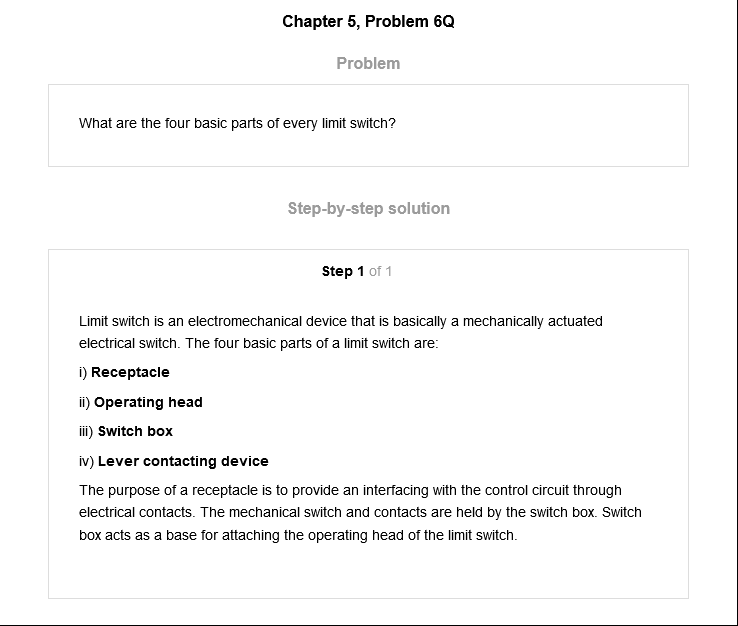 Chapter 5, Problem 6Q
Problem
What are the four basic parts of every limit switch?
Step-by-step solution
Step 1 of 1
Limit switch is an electromechanical device that is basically a mechanically actuated
electrical switch. The four basic parts of a limit switch are:
i) Receptacle
ii) Operating head
iii) Switch box
iv) Lever contacting device
The purpose of a receptacle is to provide an interfacing with the control circuit through
electrical contacts. The mechanical switch and contacts are held by the switch box. Switch
box acts as a base for attaching the operating head of the limit switch.